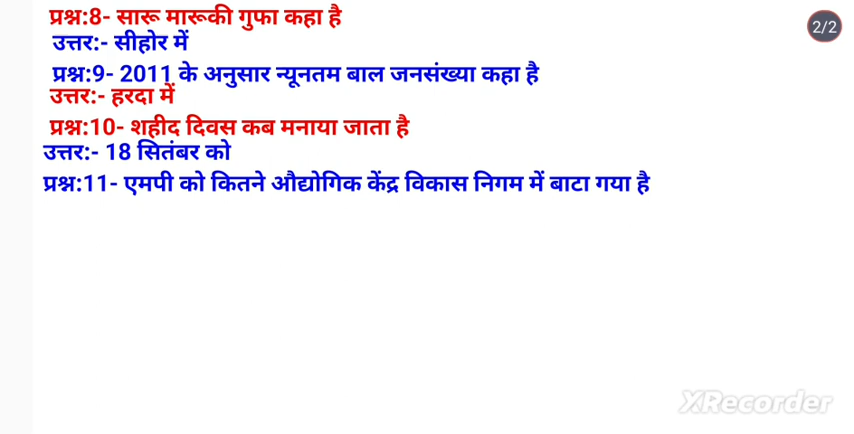 प्रश्न:8- सारू मारूकी गुफा कहा है
2/2
उत्तर:- सीहोर में
प्रश्न:9- 2011 के अनुसार न्यूनतम बाल जनसंख्या कहा है
उत्तर:- हरदा में
प्रश्न:10- शहीद दिवस कब मनाया जाता है
उत्तर:- 18 सितंबर को
प्रश्न:11- एमपी को कितने औद्योगिक केंद्र विकास निगम में बाटा गया है
XRecorder